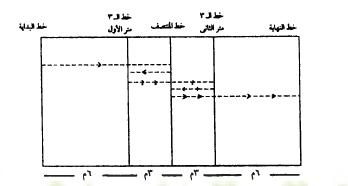 خط البداية
خط الـ ٣
متر الأول
خط المنتصف
خط الـ ٣
متر الثانى
خط النهاية
٦م
٣م
٣م
٦م